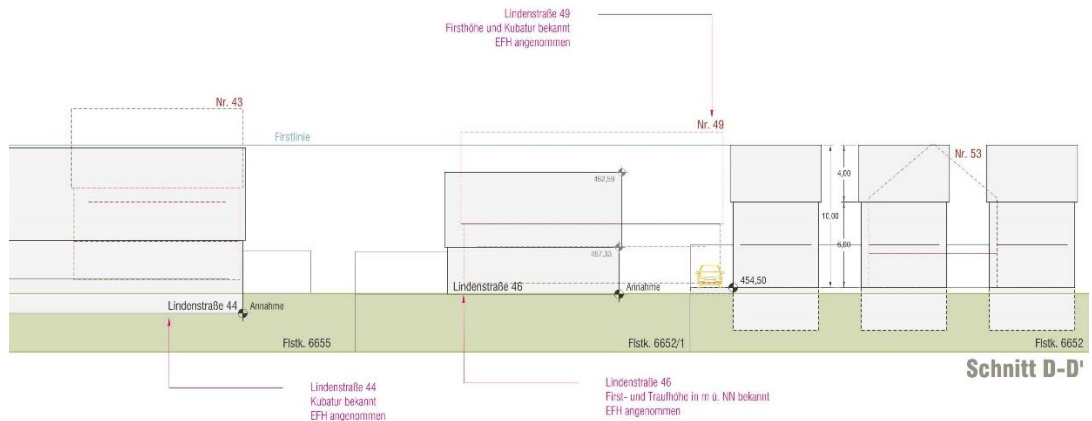 Lindenstraße 49
Firsthöhe und Kubatur bekannt
EFH angenommen
Nr. 43
Firstlinie
Nr. 49
Nr. 53
462,59
4,00
10,00
6,00
457,33
454,50
Lindenstraße 44
Annahme
Lindenstraße 46
Annahme
Flstk. 6655
Flstk. 6652/1
Flstk. 6652
Schnitt D-D'
Lindenstraße 44
Kubatur bekannt
EFH angenommen
Lindenstraße 46
First- und Traufhöhe in m ü. NN bekannt
EFH angenommen